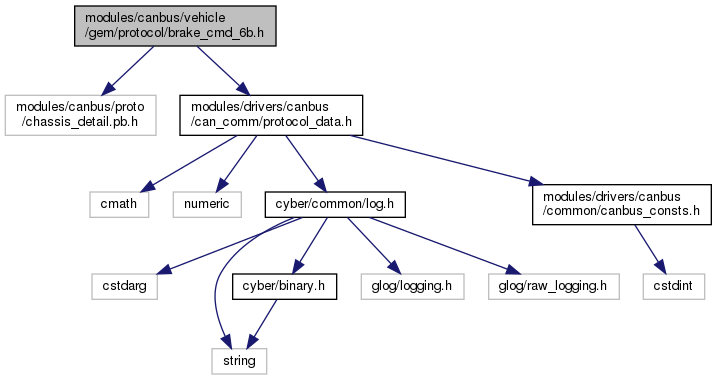 modules/canbus/vehicle
/gem/protocol/brake_cmd_6b.h
modules/canbus/proto
/chassis_detail.pb.h
modules/drivers/canbus
/can_comm/protocol_data.h
cmath
numeric
cyber/common/log.h
modules/drivers/canbus
/common/canbus_consts.h
cstdarg
cyber/binary.h
glog/logging.h
glog/raw_logging.h
cstdint
string